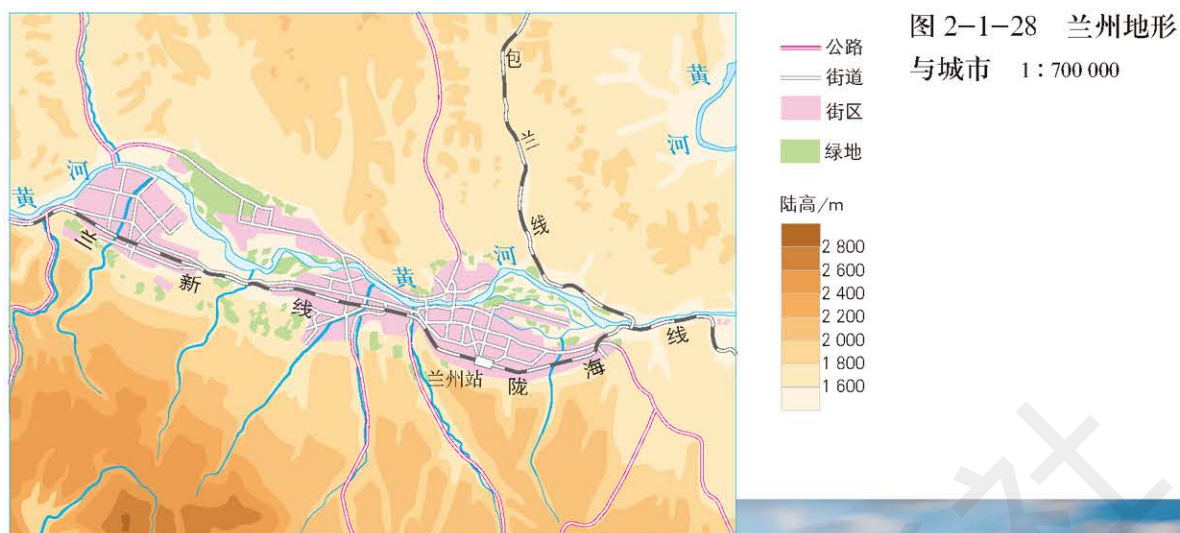 图 2-1-28 兰州地形
与城市 1∶700 000
公路
街道
街区
绿地
陆高/m
2 800
2 600
2 400
2 200
2 000
1 800
1 600
包
兰
线
黄
河
黄
河
兰
新
线
黄
河
兰州站
陇
海
线
社